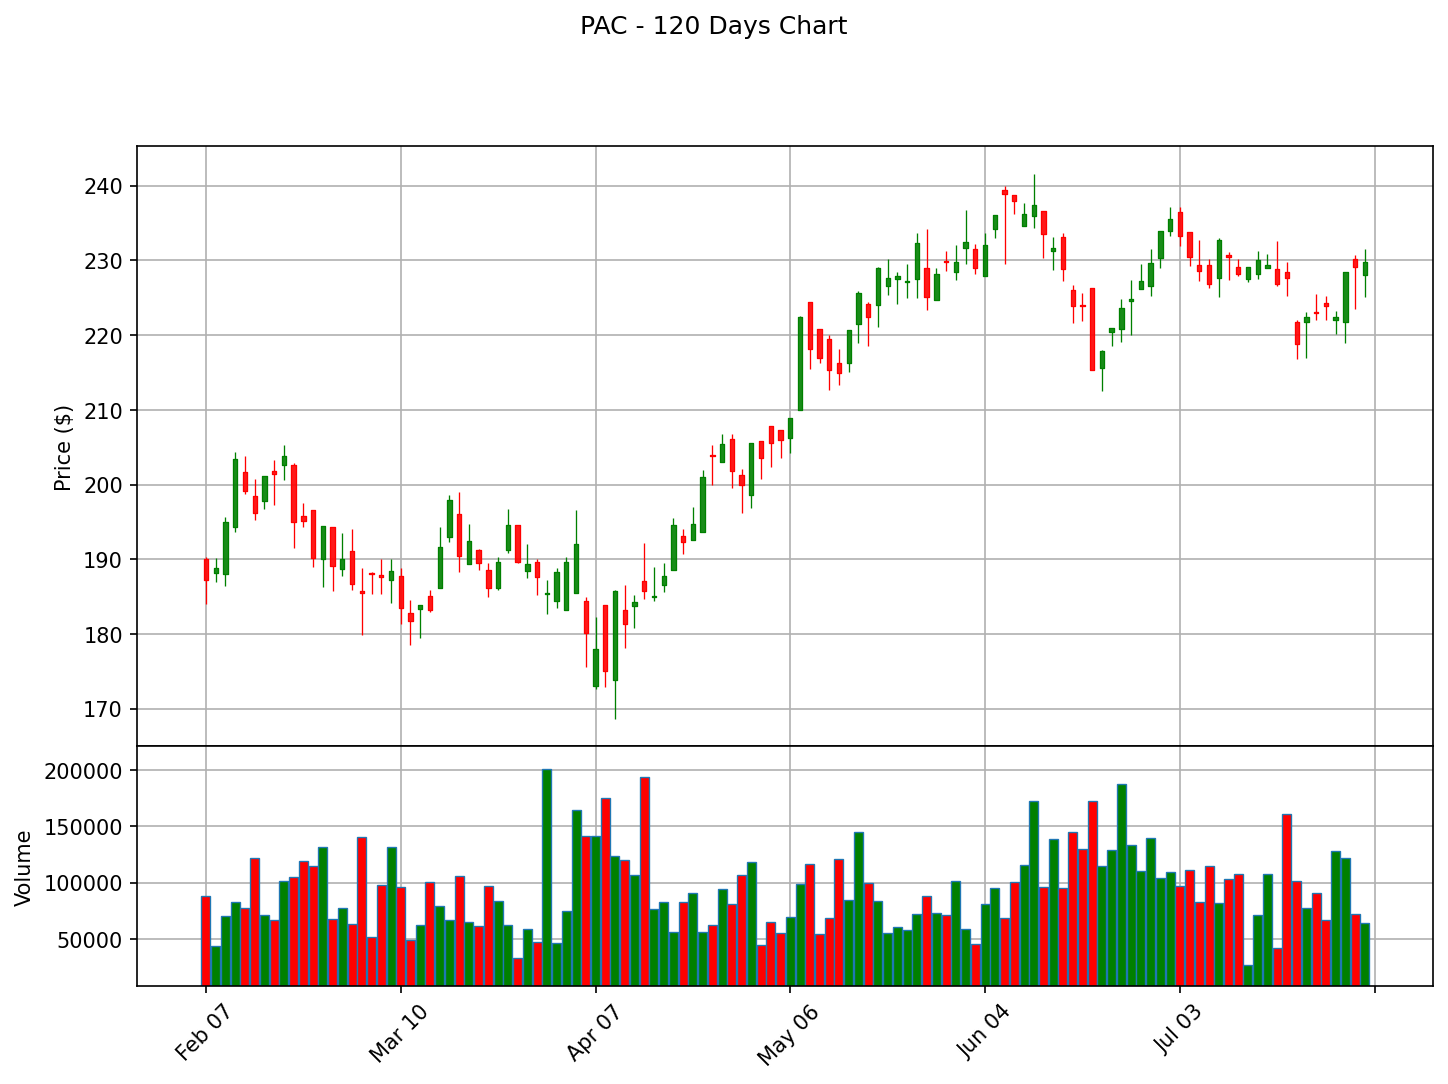 PAC - 120 Days Chart
240
230
220
210
200
190
180
170
Price ($)
200000
150000
100000
50000
Volume
Feb 07
Mar 10
Apr 07
May 06
Jun 04
Jul 03